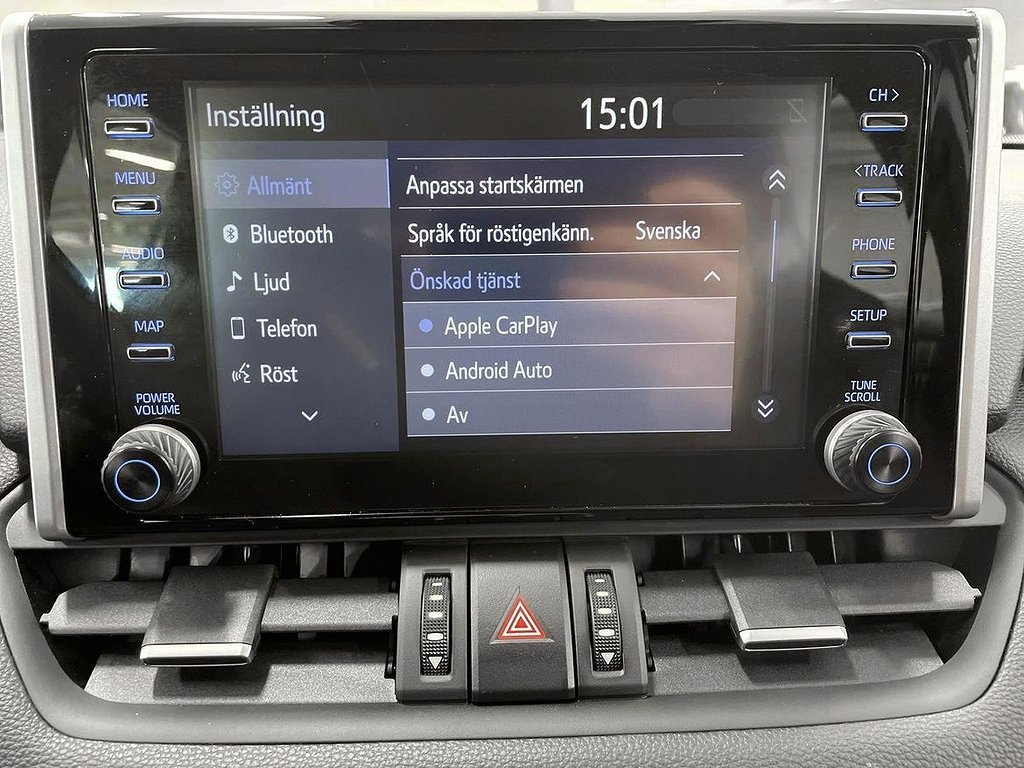 HOME
MENU
AUDIO
MAP
POWER
VOLUME
Inställning
15:01
Allmänt
Bluetooth
Ljud
Telefon
Röst
Anpassa startskärmen
Språk för röstigenkänn. Svenska
Önskad tjänst
Apple CarPlay
Android Auto
Av
CH >
< TRACK
PHONE
SETUP
TUNE
SCROLL